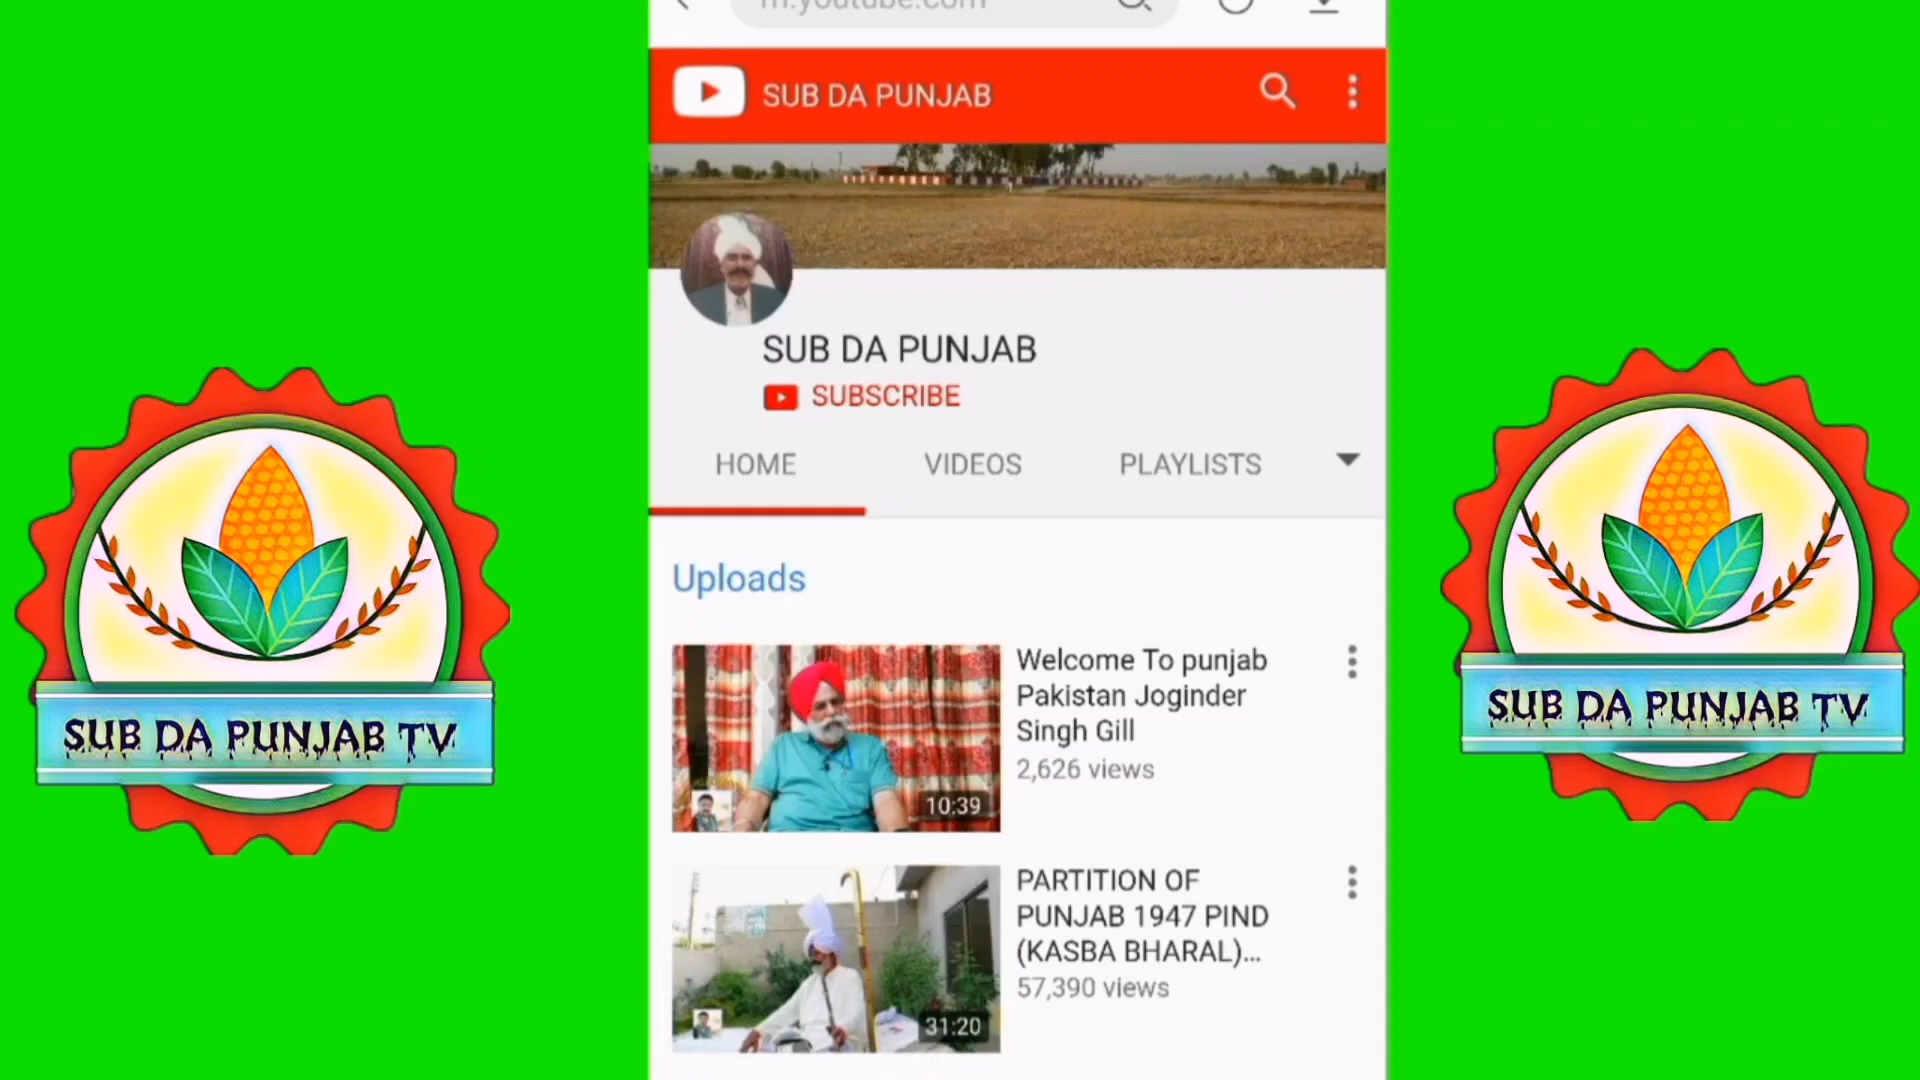 m.youtube.com
SUB DA PUNJAB
SUB DA PUNJAB
SUBSCRIBE
HOME
VIDEOS
PLAYLISTS
Uploads
Welcome To punjab
Pakistan Joginder
Singh Gill
2,626 views
10:39
PARTITION OF
PUNJAB 1947 PIND
(KASBA BHARAL)...
57,390 views
31:20
SUB DA PUNJAB TV
SUB DA PUNJAB TV